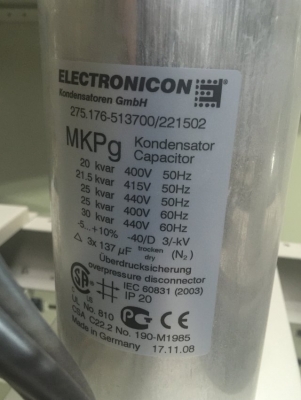 ELECTRONICON E
Kondensatoren GmbH
275.176-513700/221502
MKPg Kondensator
Capacitor
20 kvar 400V 50Hz
21.5 kvar 415V 50Hz
25 kvar 440V 50Hz
25 kvar 400V 60Hz
30 kvar 440V 60Hz
-5...+10% -40/D 3/-kV
△ 3x 137 µF trocken dry (N₂)
Überdrucksicherung
overpressure disconnector
IEC 60831 (2003)
IP 20
UL No. 810
CSA C22.2 No. 190-M1985
Made in Germany 17.11.08